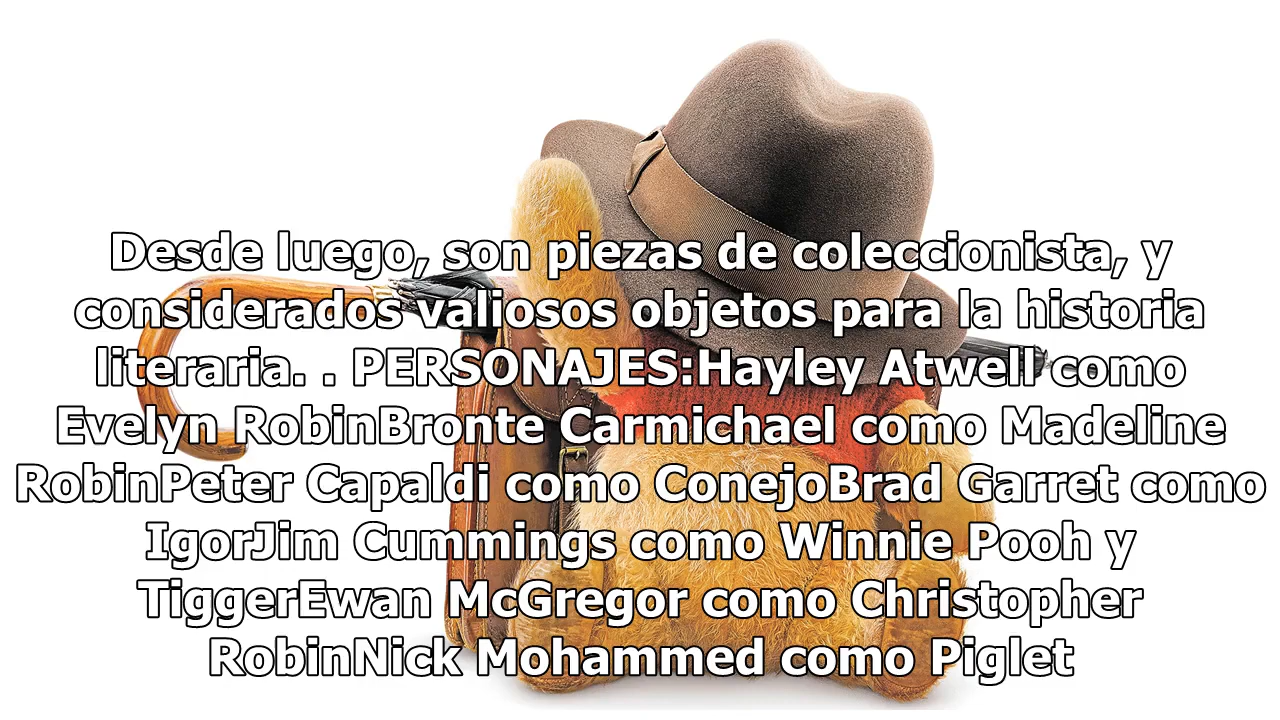 Desde luego, son piezas de coleccionista, y
considerados valiosos objetos para la historia
literaria. . PERSONAJES:Hayley Atwell como
Evelyn RobinBronte Carmichael como Madeline
RobinPeter Capaldi como ConejoBrad Garret como
IgorJim Cummings como Winnie Pooh y
TiggerEwan McGregor como Christopher
RobinNick Mohammed como Piglet